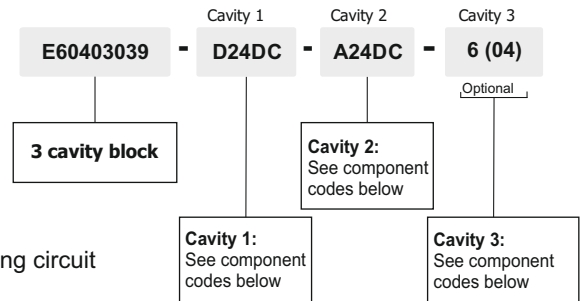 Cavity 1 Cavity 2 Cavity 3
E60403039 - D24DC - A24DC - 6 (04)
Optional
3 cavity block
Cavity 2:
See component
codes below
Cavity 1:
See component
codes below
Cavity 3:
See component
codes below
ng circuit